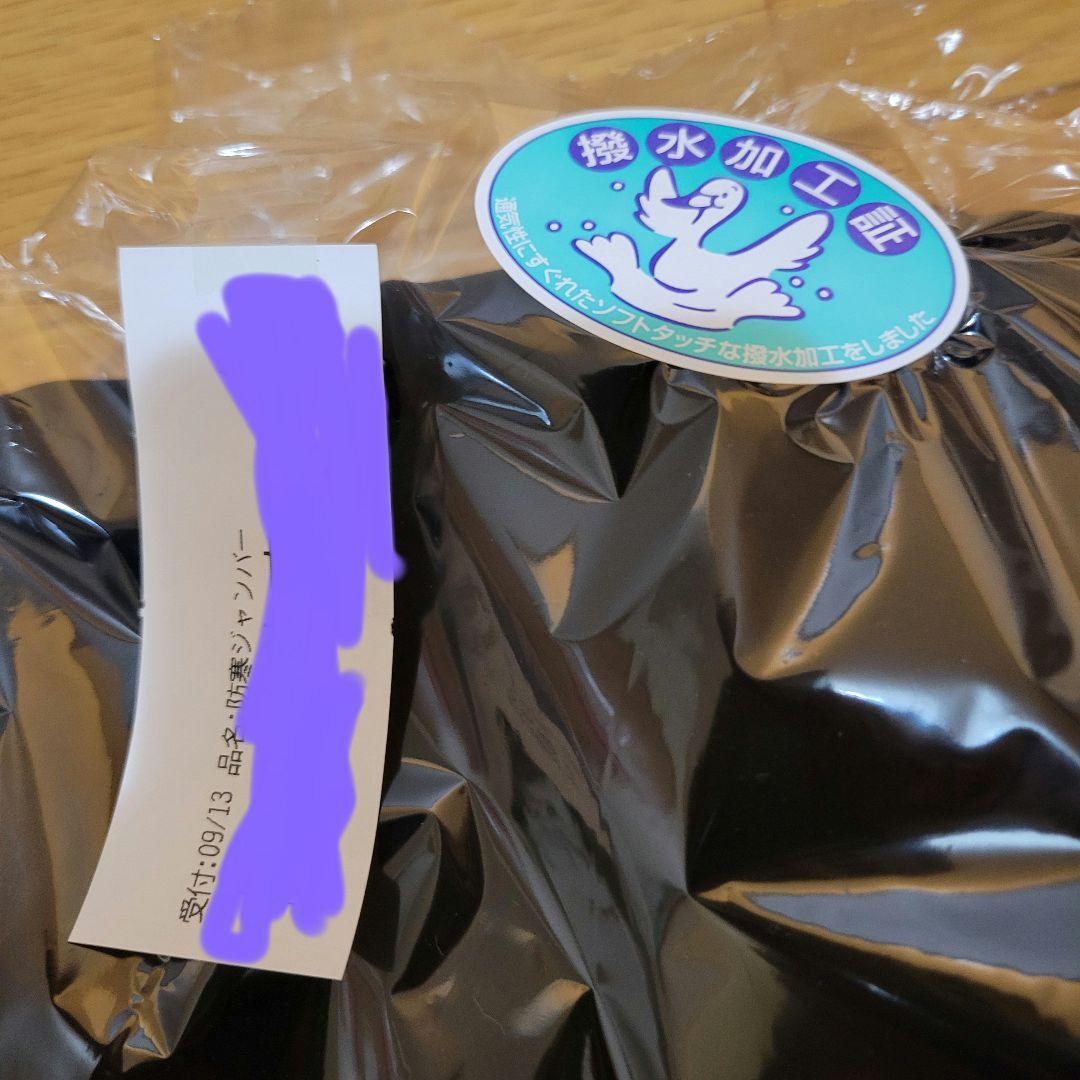 撥水加工証
通気性にすぐれたソフトタッチな撥水加工をしました
受付:09/13 品名:防寒ジャンバー